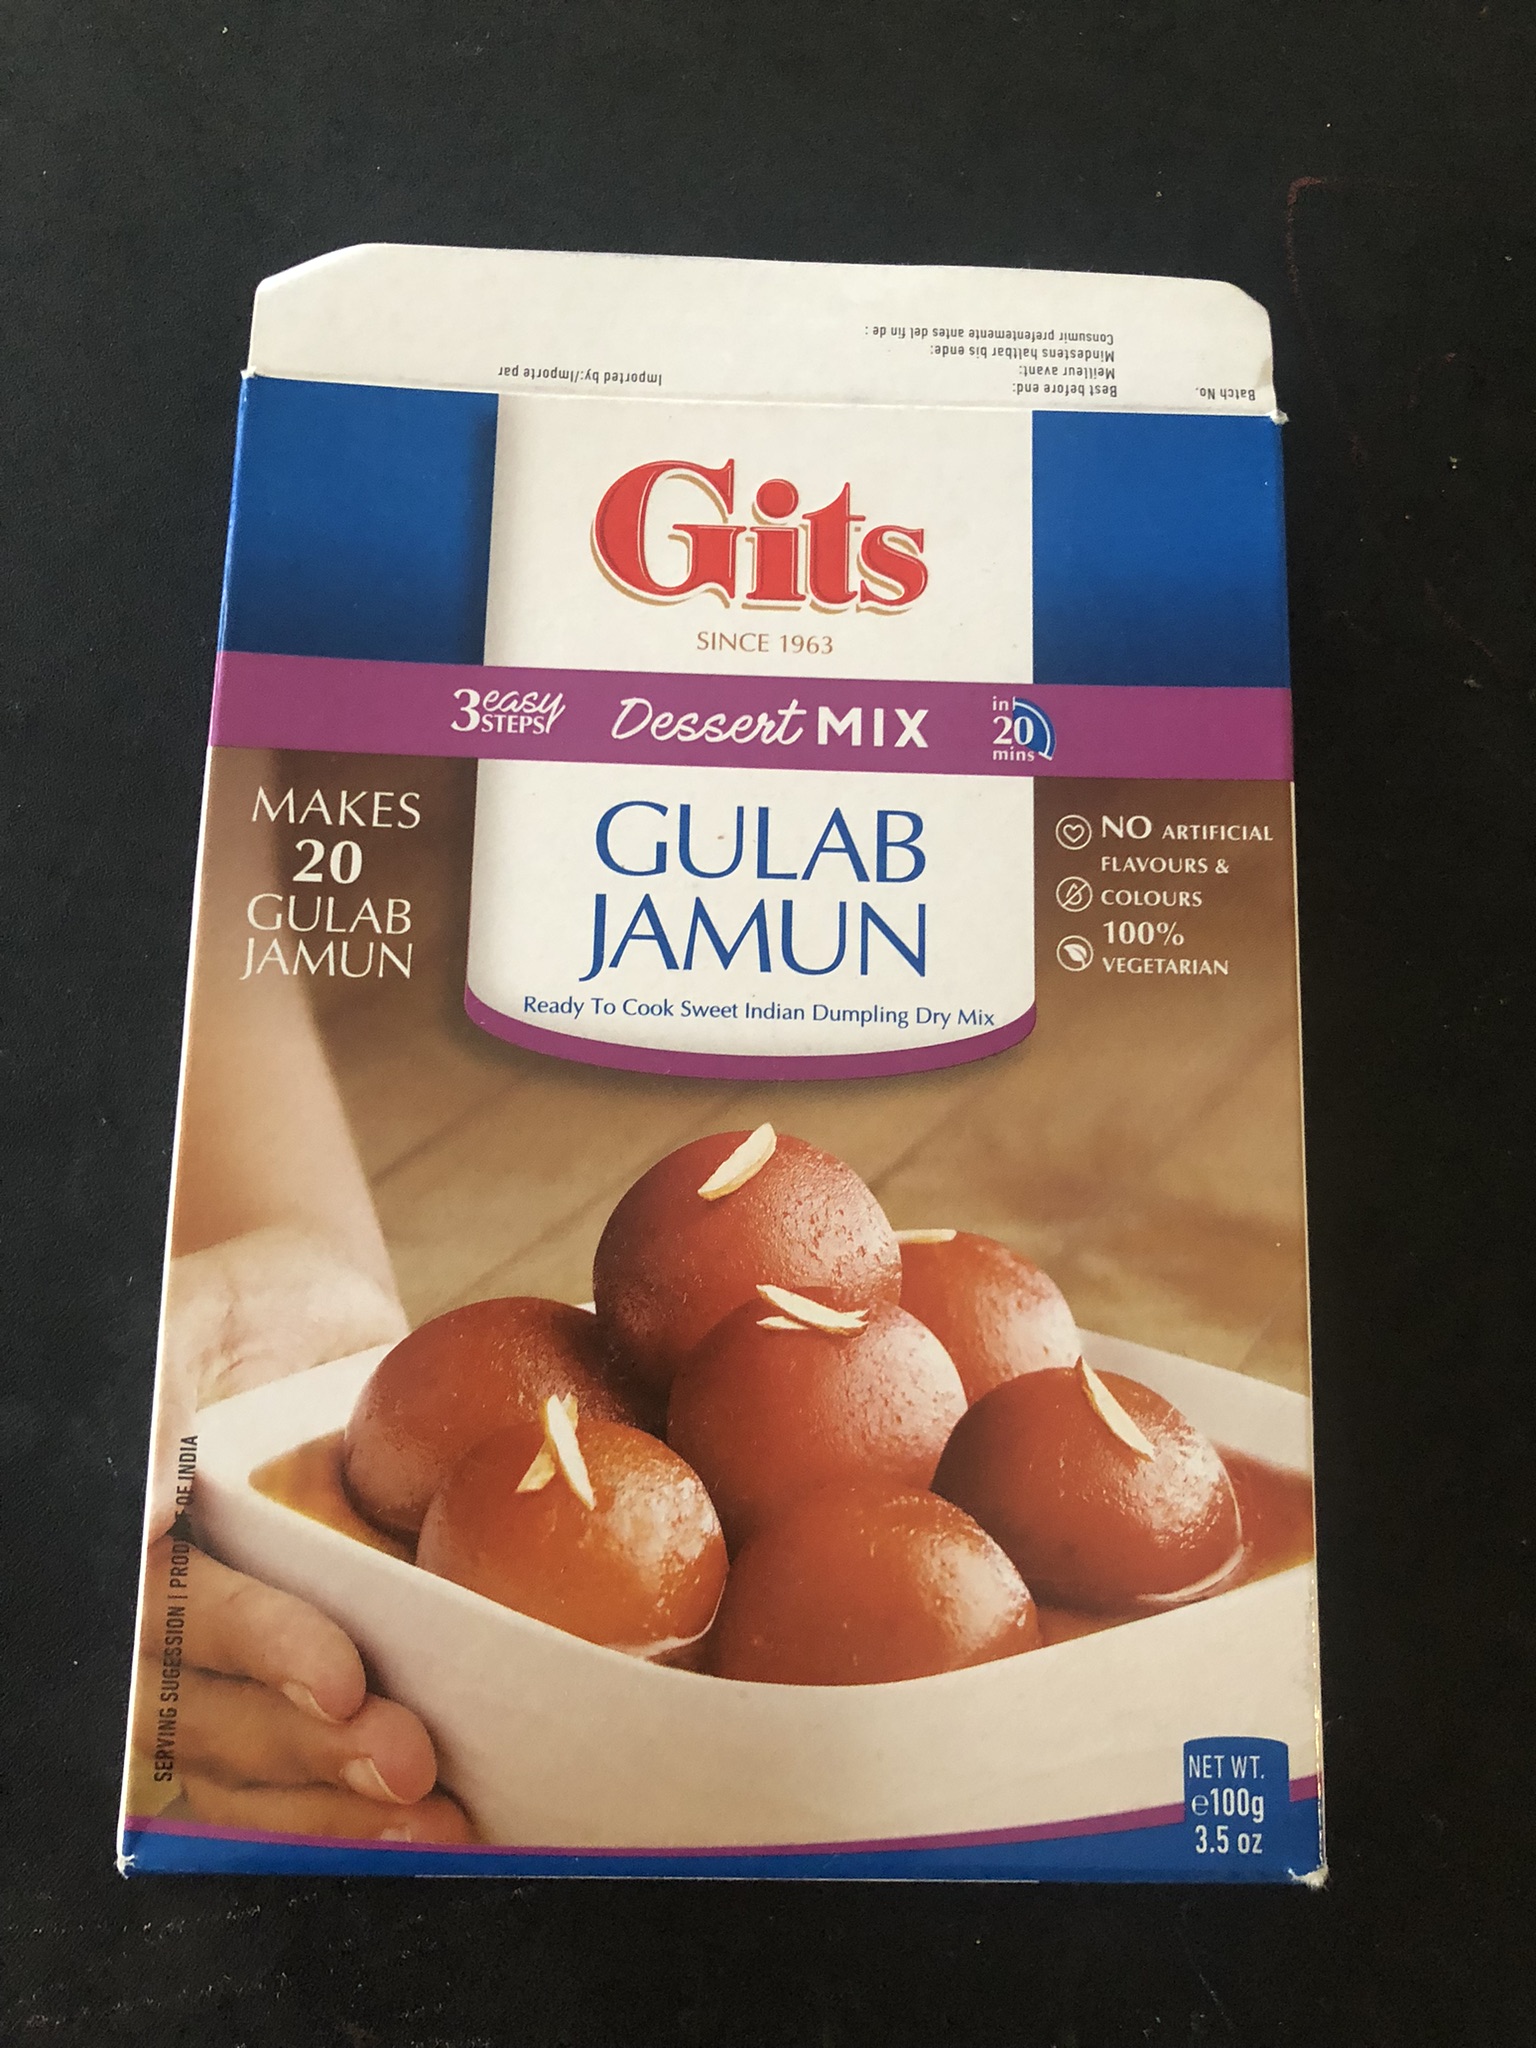 Batch No.
Best before end:
Meilleur avant:
Mindestens haltbar bis ende:
Consumir prefentemente antes del fin de :
Imported by:/Importe par
Gits
SINCE 1963
3 easy STEPS
Dessert MIX
in
20
mins
MAKES
20
GULAB
JAMUN
GULAB
JAMUN
Ready To Cook Sweet Indian Dumpling Dry Mix
NO ARTIFICIAL
FLAVOURS &
COLOURS
100%
VEGETARIAN
SERVING SUGESSION | OF INDIA
NET WT.
e100g
3.5 oz